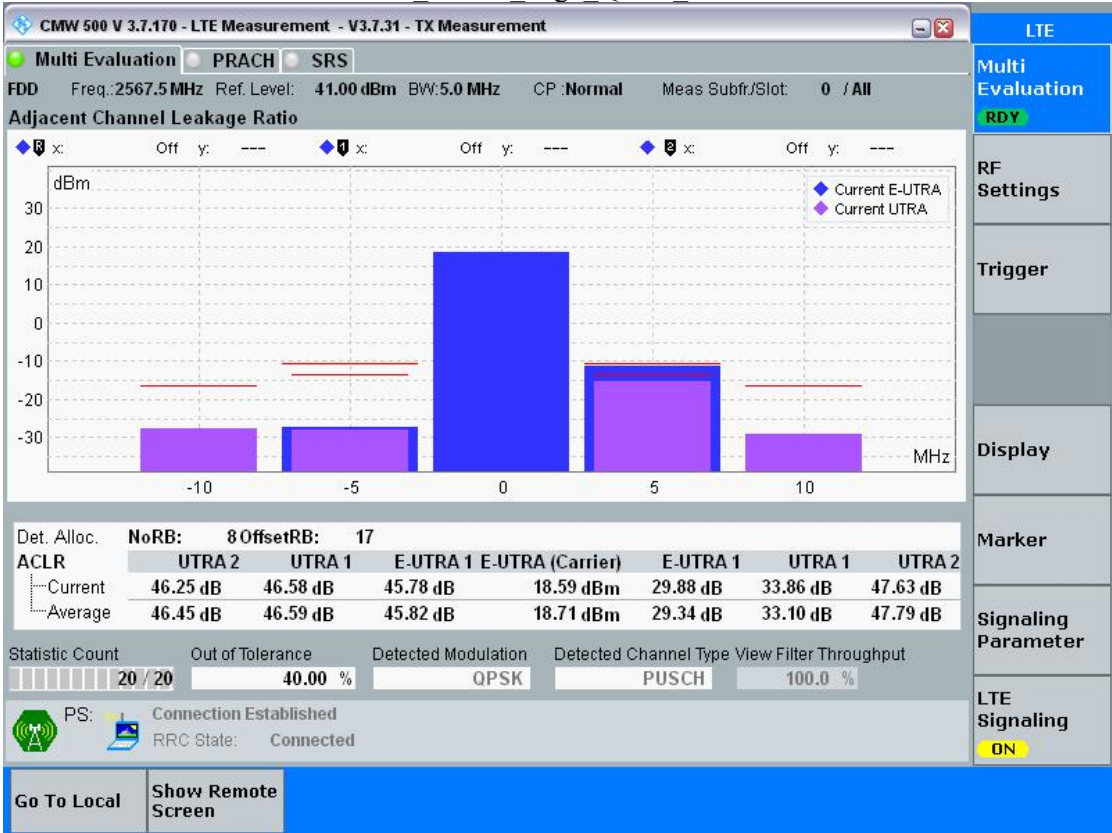 CMW 500 V 3.7.170 - LTE Measurement - V3.7.31 - TX Measurement
LTE
Multi Evaluation PRACH SRS
Multi Evaluation
RDY
FDD Freq.:2567.5 MHz Ref. Level: 41.00 dBm BW:5.0 MHz CP :Normal Meas Subfr./Slot: 0 / All
Adjacent Channel Leakage Ratio
R x: Off y: --- 1 x: Off y: --- 2 x: Off y: ---
dBm
Current E-UTRA
Current UTRA
30
20
10
0
-10
-20
-30
MHz
-10 -5 0 5 10
RF Settings
Trigger
Display
Marker
Signaling Parameter
LTE Signaling
ON
Det. Alloc. NoRB: 8 OffsetRB: 17
ACLR UTRA 2 UTRA 1 E-UTRA 1 E-UTRA (Carrier) E-UTRA 1 UTRA 1 UTRA 2
Current 46.25 dB 46.58 dB 45.78 dB 18.59 dBm 29.88 dB 33.86 dB 47.63 dB
Average 46.45 dB 46.59 dB 45.82 dB 18.71 dBm 29.34 dB 33.10 dB 47.79 dB
Statistic Count Out of Tolerance Detected Modulation Detected Channel Type View Filter Throughput
20 / 20 40.00 % QPSK PUSCH 100.0 %
PS: Connection Established
RRC State: Connected
Go To Local
Show Remote Screen